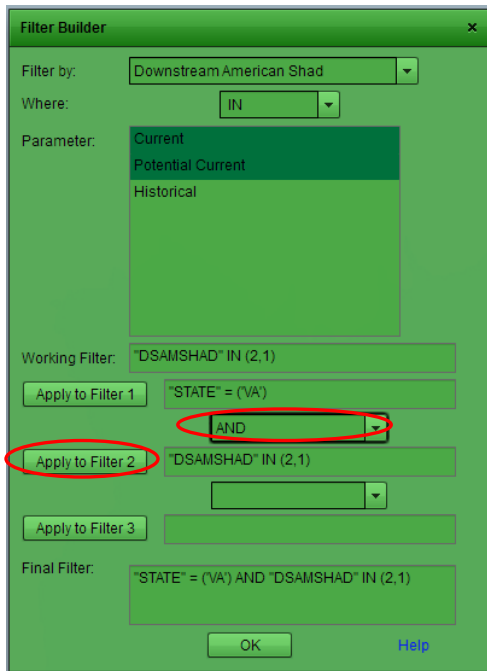 Filter Builder x
Filter by: Downstream American Shad
Where: IN
Parameter: Current
Potential Current
Historical
Working Filter: "DSAMSHAD" IN (2,1)
Apply to Filter 1 "STATE" = ('VA')
AND
Apply to Filter 2 "DSAMSHAD" IN (2,1)
Apply to Filter 3
Final Filter: "STATE" = ('VA') AND "DSAMSHAD" IN (2,1)
OK Help